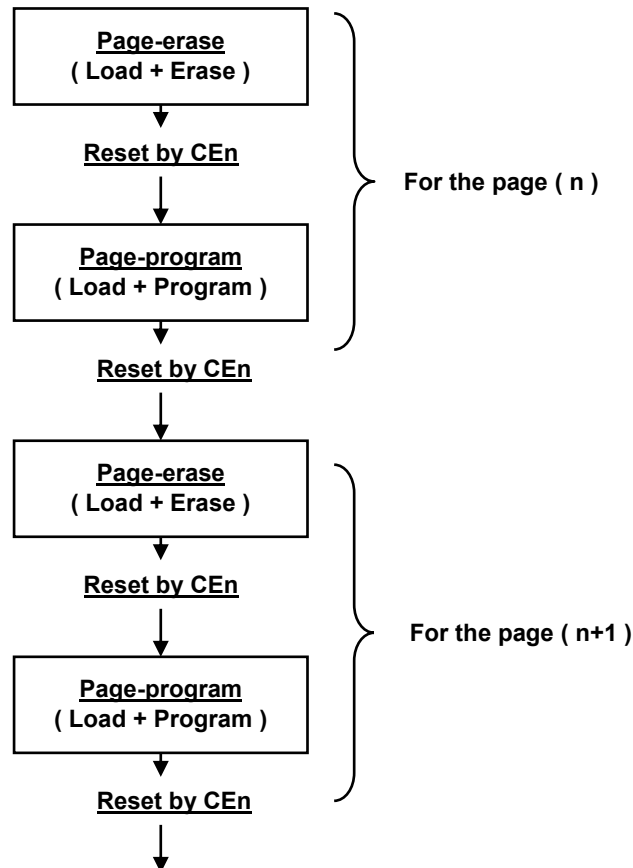 Page-erase
( Load + Erase )
Reset by CEn
For the page ( n )
Page-program
( Load + Program )
Reset by CEn
Page-erase
( Load + Erase )
Reset by CEn
For the page ( n+1 )
Page-program
( Load + Program )
Reset by CEn